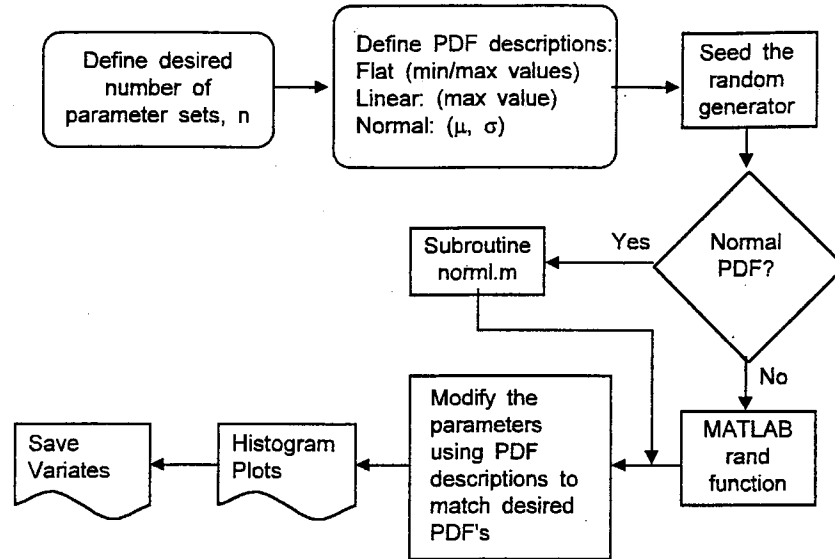 Define desired
number of
parameter sets, n
Define PDF descriptions:
Flat (min/max values)
Linear: (max value)
Normal: (μ, σ)
Seed the
random
generator
Normal
PDF?
Yes
Subroutine
norml.m
No
MATLAB
rand
function
Modify the
parameters
using PDF
descriptions to
match desired
PDF's
Histogram
Plots
Save
Variates